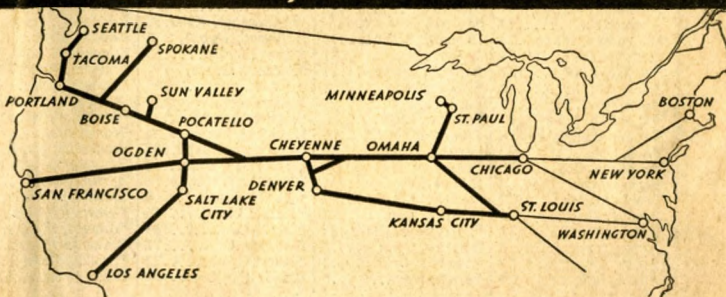 SEATTLE
TACOMA
SPOKANE
PORTLAND
BOISE
SUN VALLEY
POCATELLO
MINNEAPOLIS
ST. PAUL
BOSTON
OGDEN
CHEYENNE
OMAHA
CHICAGO
NEW YORK
SAN FRANCISCO
SALT LAKE
CITY
DENVER
KANSAS CITY
ST. LOUIS
WASHINGTON
LOS ANGELES